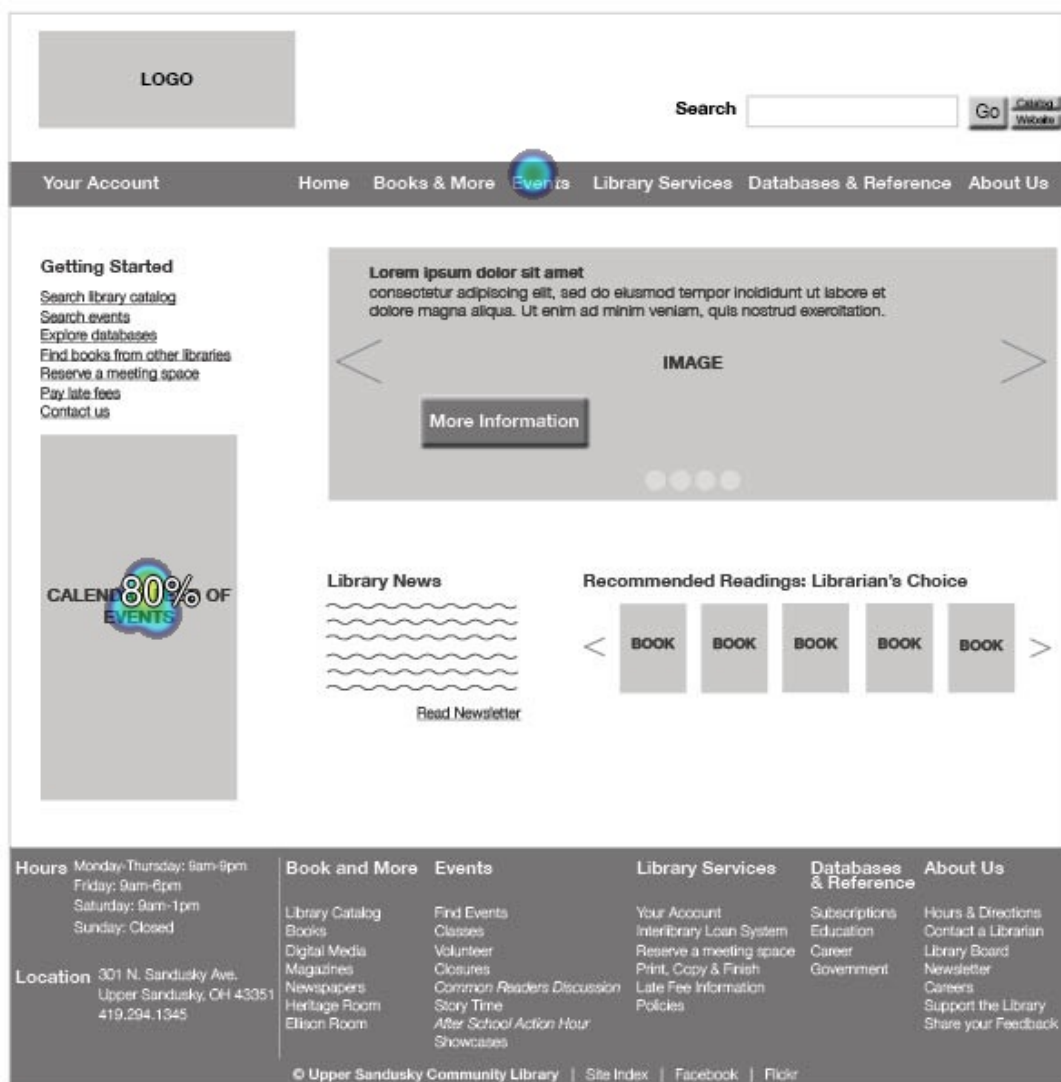 LOGO
Search
Go
Catalog
Website
Your Account
Home
Books & More
Events
Library Services
Databases & Reference
About Us
Getting Started
Search library catalog
Search events
Explore databases
Find books from other libraries
Reserve a meeting space
Pay late fees
Contact us
Lorem ipsum dolor sit amet
consectetur adipiscing elit, sed do eiusmod tempor incididunt ut labore et
dolore magna aliqua. Ut enim ad minim veniam, quis nostrud exercitation.
IMAGE
More Information
80%
OF
EVENTS
Library News
Read Newsletter
Recommended Readings: Librarian's Choice
<
BOOK
BOOK
BOOK
BOOK
BOOK
>
Hours
Monday-Thursday: 9am-9pm
Friday: 9am-6pm
Saturday: 9am-1pm
Sunday: Closed
Location
301 N. Sandusky Ave.
Upper Sandusky, OH 43351
419.294.1345
Book and More
Library Catalog
Books
Digital Media
Magazines
Newspapers
Heritage Room
Ellison Room
Events
Find Events
Classes
Volunteer
Closures
Common Readers Discussion
Story Time
After School Action Hour
Showcases
Library Services
Your Account
Interlibrary Loan System
Reserve a meeting space
Print, Copy & Finish
Late Fee Information
Policies
Databases
& Reference
Subscriptions
Education
Career
Government
About Us
Hours & Directions
Contact a Librarian
Library Board
Newsletter
Careers
Support the Library
Share your Feedback
© Upper Sandusky Community Library | Site Index | Facebook | Flickr